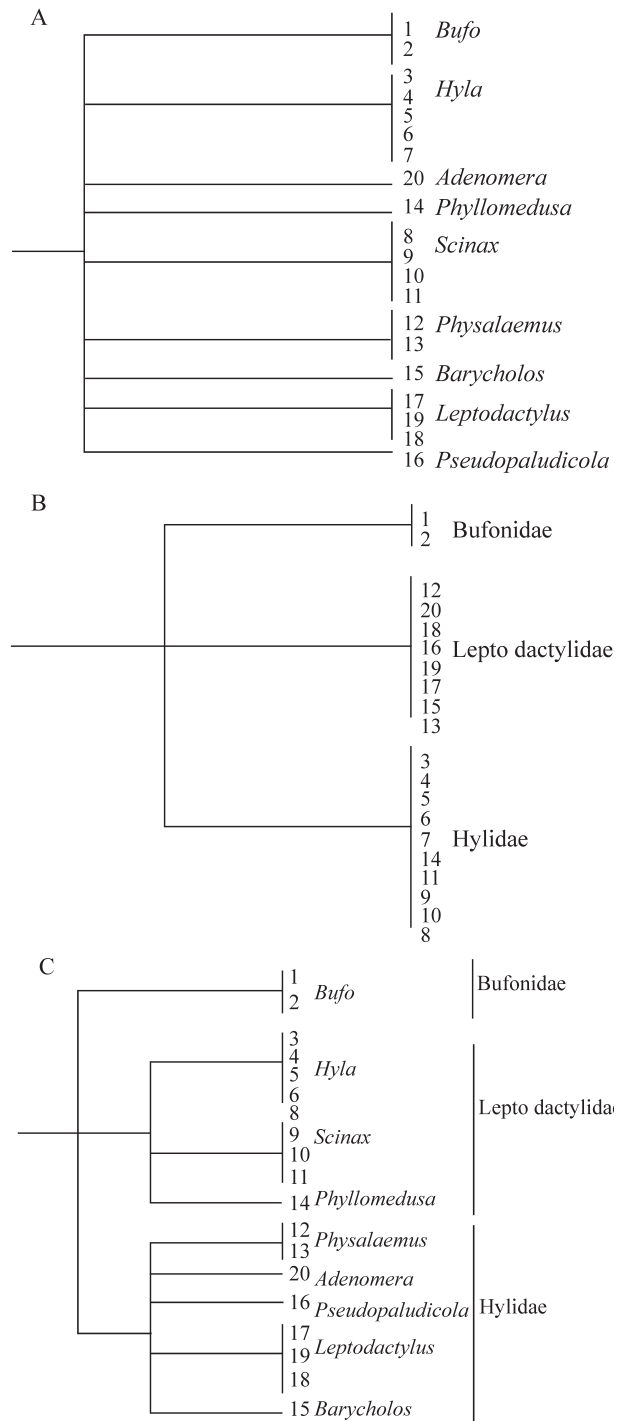 A
1 Bufo
2
3
4 Hyla
5
6
7
20 Adenomera
14 Phyllomedusa
8 Scinax
9
10
11
12 Physalaemus
13
15 Barycholos
17
19 Leptodactylus
18
16 Pseudopaludicola
B
1
2 Bufonidae
12
20
18
16 Lepto dactylidae
19
17
15
13
3
4
5
6
7 Hylidae
14
11
9
10
8
C
1 Bufonidae
2 Bufo
3
4
5 Hyla
6
8 Lepto dactylidae
9 Scinax
10
11
14 Phyllomedusa
12 Physalaemus
13
20 Adenomera
16 Pseudopaludicola Hylidae
17
19 Leptodactylus
18
15 Barycholos